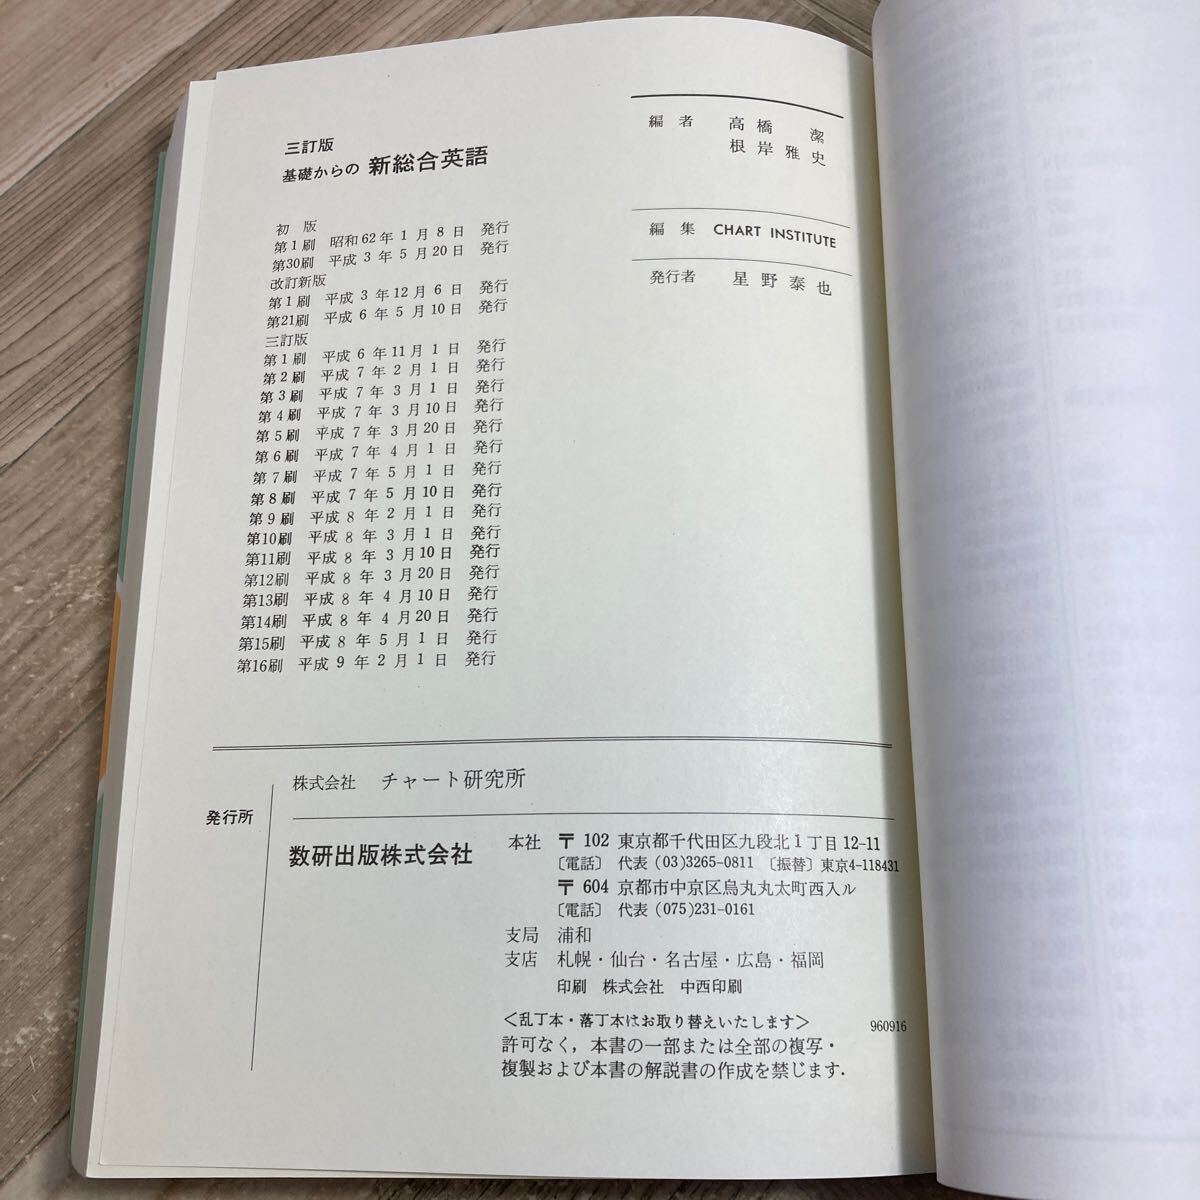 三訂版
基礎からの 新総合英語
初 版
第1刷 昭和62年1月8日 発行
第30刷 平成3年5月20日 発行
改訂新版
第1刷 平成3年12月6日 発行
第21刷 平成6年5月10日 発行
三訂版
第1刷 平成6年11月1日 発行
第2刷 平成7年2月1日 発行
第3刷 平成7年3月1日 発行
第4刷 平成7年3月10日 発行
第5刷 平成7年3月20日 発行
第6刷 平成7年4月1日 発行
第7刷 平成7年5月1日 発行
第8刷 平成7年5月10日 発行
第9刷 平成8年2月1日 発行
第10刷 平成8年3月1日 発行
第11刷 平成8年3月10日 発行
第12刷 平成8年3月20日 発行
第13刷 平成8年4月10日 発行
第14刷 平成8年4月20日 発行
第15刷 平成8年5月1日 発行
第16刷 平成9年2月1日 発行
編者 高橋 潔
根岸雅史
編集 CHART INSTITUTE
発行者 星野泰也
株式会社 チャート研究所
発行所
数研出版株式会社
本社 〒102 東京都千代田区九段北1丁目12-11
〔電話〕 代表 (03)3265-0811 〔振替〕東京4-118431
〒604 京都市中京区烏丸丸太町西入ル
〔電話〕 代表 (075)231-0161
支局 浦和
支店 札幌・仙台・名古屋・広島・福岡
印刷 株式会社 中西印刷
＜乱丁本・落丁本はお取り替えいたします＞
960916
許可なく，本書の一部または全部の複写・
複製および本書の解説書の作成を禁じます．